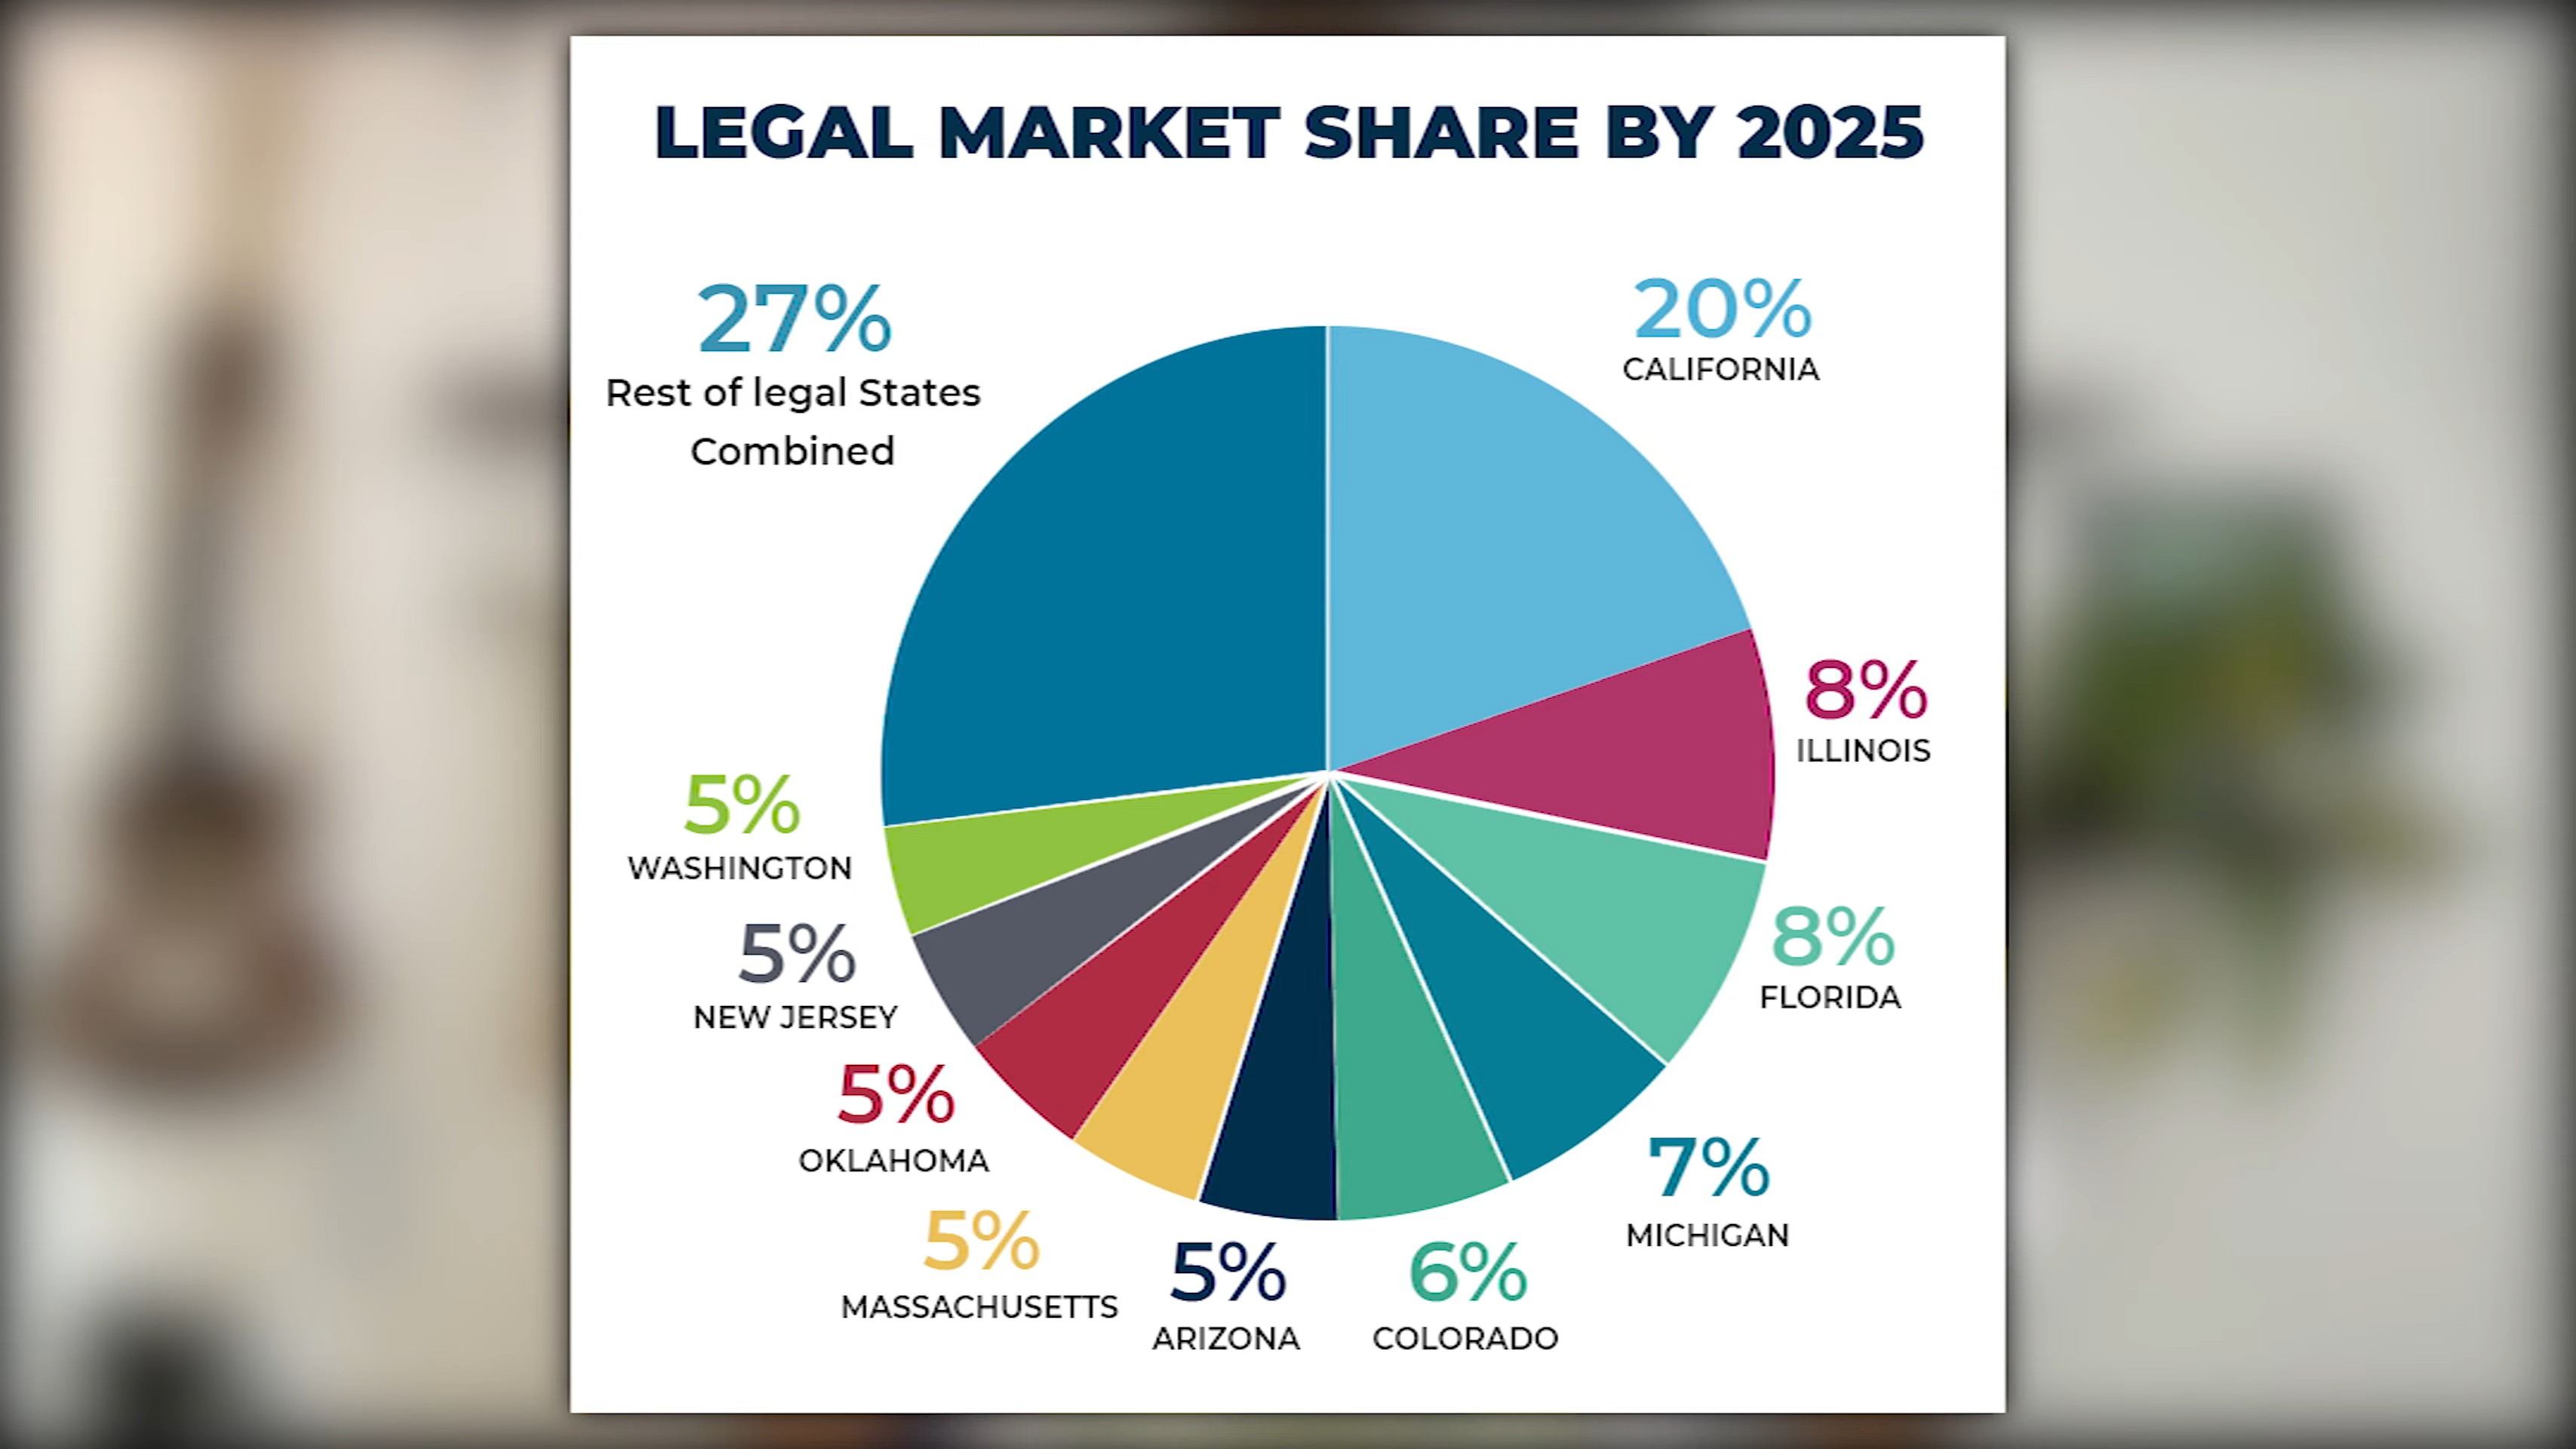 LEGAL MARKET SHARE BY 2025
27%
Rest of legal States
Combined
20%
CALIFORNIA
8%
ILLINOIS
8%
FLORIDA
7%
MICHIGAN
6%
COLORADO
5%
ARIZONA
5%
MASSACHUSETTS
5%
OKLAHOMA
5%
NEW JERSEY
5%
WASHINGTON